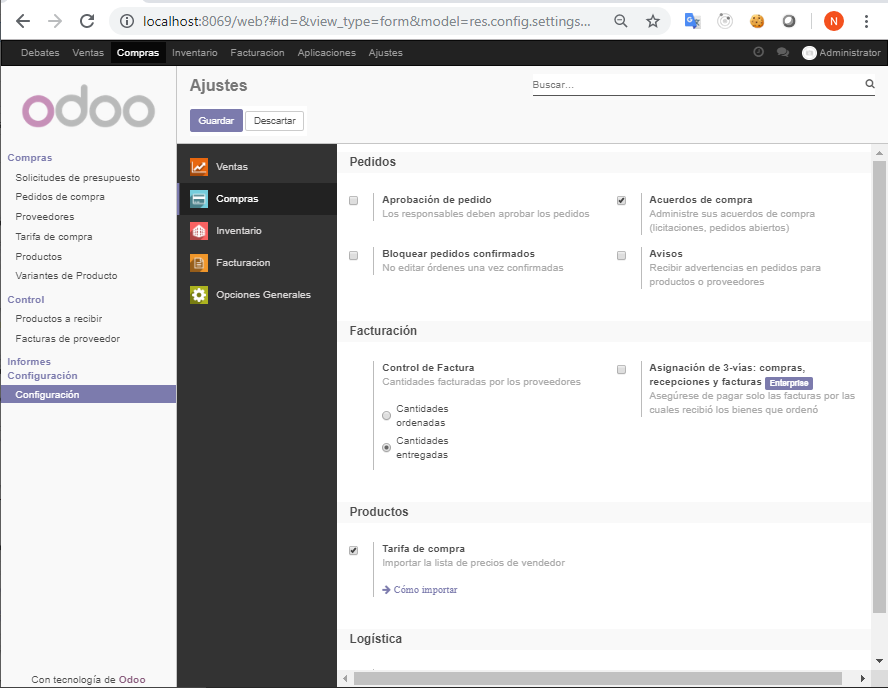 localhost:8069/web?#id=&view_type=form&model=res.config.settings...
N
Debates Ventas Compras Inventario Facturacion Aplicaciones Ajustes Administrator
odoo
Ajustes
Buscar...
Guardar Descartar
Compras
Solicitudes de presupuesto
Pedidos de compra
Proveedores
Tarifa de compra
Productos
Variantes de Producto
Control
Productos a recibir
Facturas de proveedor
Informes
Configuración
Configuración
Con tecnología de Odoo
Ventas
Compras
Inventario
Facturacion
Opciones Generales
Pedidos
Aprobación de pedido
Los responsables deben aprobar los pedidos
Acuerdos de compra
Administre sus acuerdos de compra
(licitaciones, pedidos abiertos)
Bloquear pedidos confirmados
No editar órdenes una vez confirmadas
Avisos
Recibir advertencias en pedidos para
productos o proveedores
Facturación
Control de Factura
Cantidades facturadas por los proveedores
Cantidades
ordenadas
Cantidades
entregadas
Asignación de 3-vías: compras,
recepciones y facturas Enterprise
Asegúrese de pagar solo las facturas por las
cuales recibió los bienes que ordenó
Productos
Tarifa de compra
Importar la lista de precios de vendedor
Cómo importar
Logística